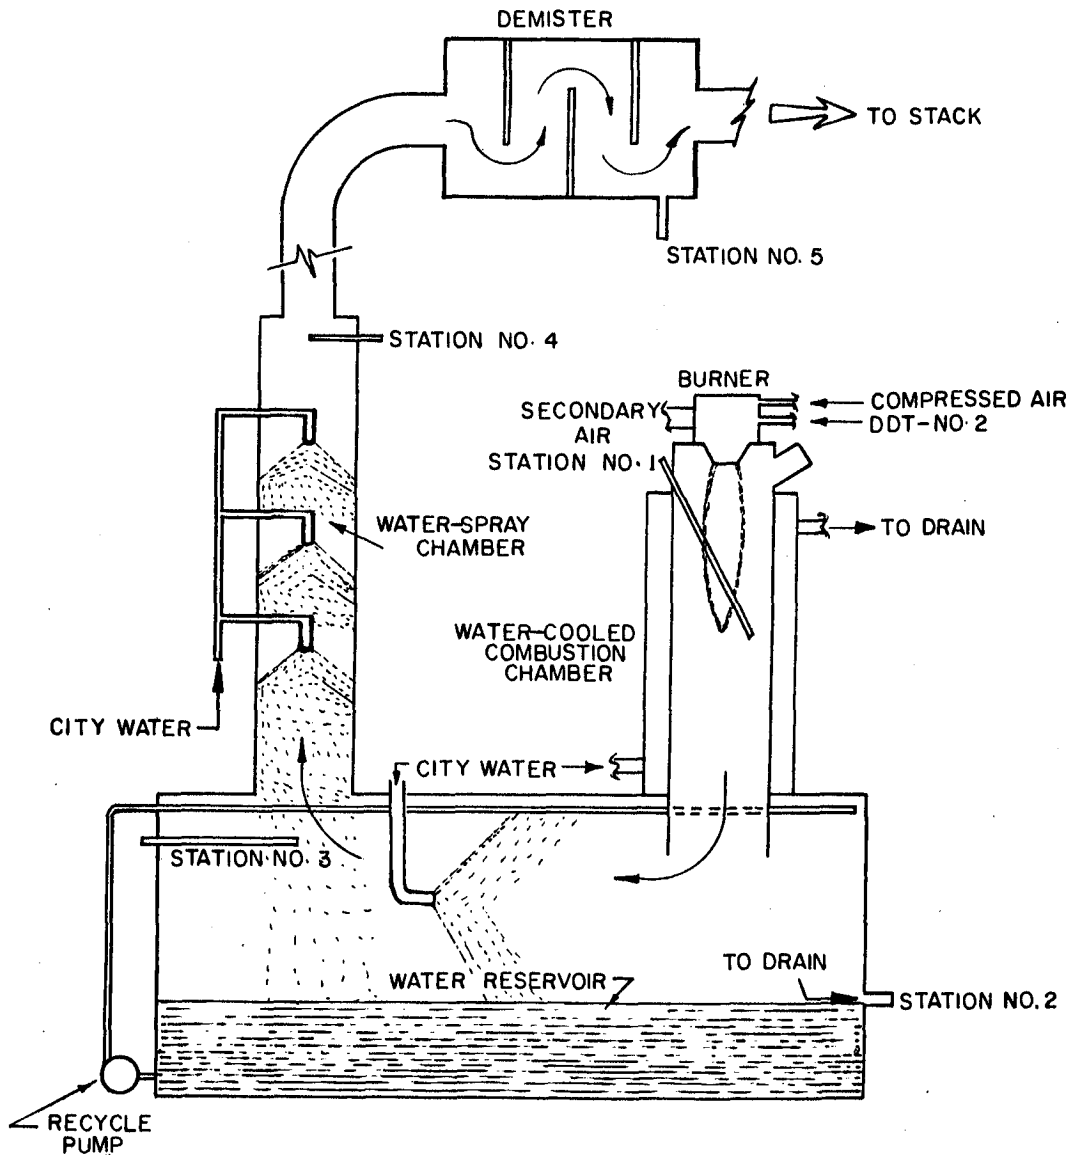 DEMISTER
TO STACK
STATION NO. 5
STATION NO. 4
BURNER
SECONDARY
AIR
COMPRESSED AIR
DDT-NO. 2
STATION NO. 1
WATER-SPRAY
CHAMBER
TO DRAIN
WATER-COOLED
COMBUSTION
CHAMBER
CITY WATER
CITY WATER
STATION NO. 3
WATER RESERVOIR
TO DRAIN
STATION NO. 2
RECYCLE
PUMP